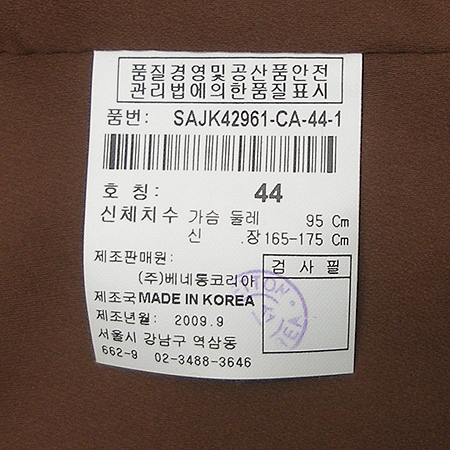 품질경영및공산품안전
관리법에의한품질표시
품번: SAJK42961-CA-44-1
호 칭: 44
신체치수 가슴 둘레 95 Cm
신 .장 165-175 Cm
제조판매원:
(주)베네통코리아
검 사 필
제조국 MADE IN KOREA
제조년월: 2009.9
서울시 강남구 역삼동
662-9 02-3488-3646